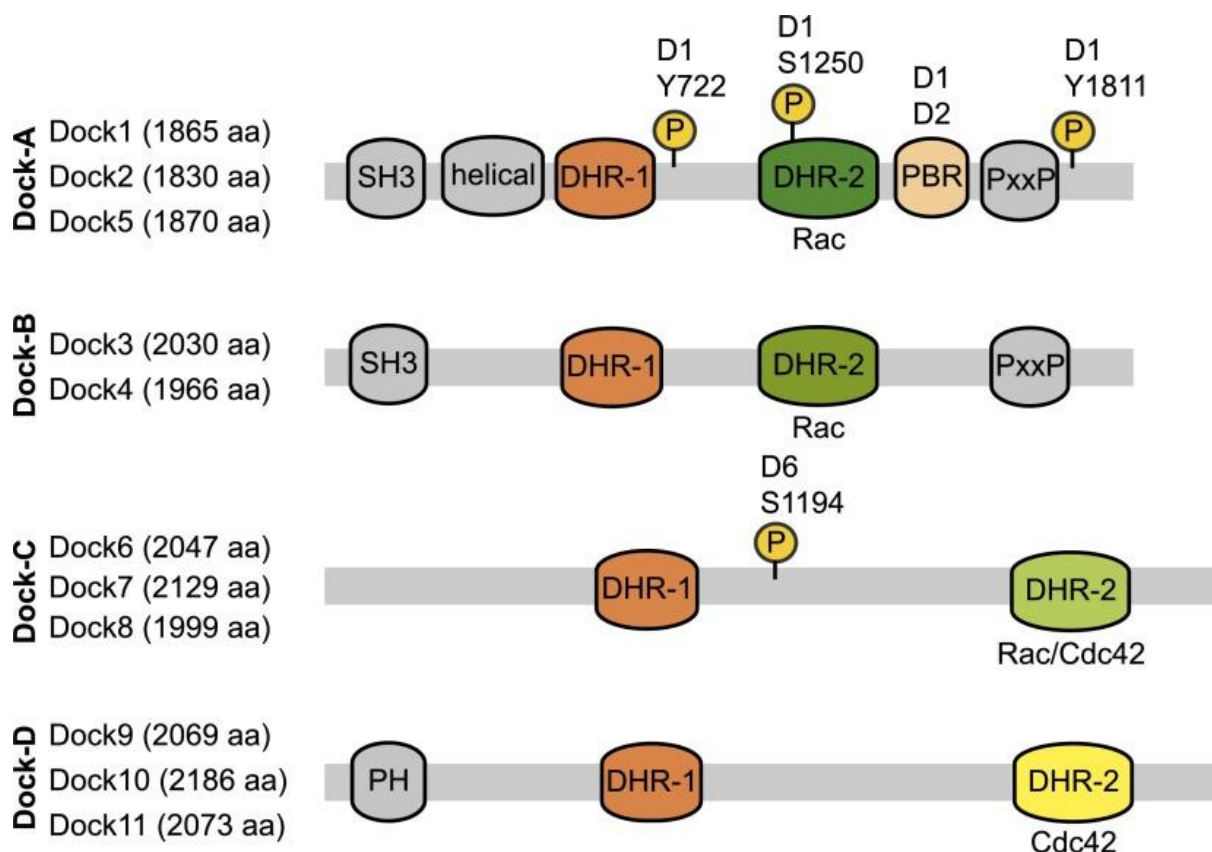 Dock-A
Dock1 (1865 aa)
Dock2 (1830 aa)
Dock5 (1870 aa)
D1
Y722
P
D1
S1250
P
D1
D2
D1
Y1811
P
SH3
helical
DHR-1
DHR-2
PBR
PxxP
Rac
Dock-B
Dock3 (2030 aa)
Dock4 (1966 aa)
SH3
DHR-1
DHR-2
PxxP
Rac
Dock-C
Dock6 (2047 aa)
Dock7 (2129 aa)
Dock8 (1999 aa)
D6
S1194
P
DHR-1
DHR-2
Rac/Cdc42
Dock-D
Dock9 (2069 aa)
Dock10 (2186 aa)
Dock11 (2073 aa)
PH
DHR-1
DHR-2
Cdc42